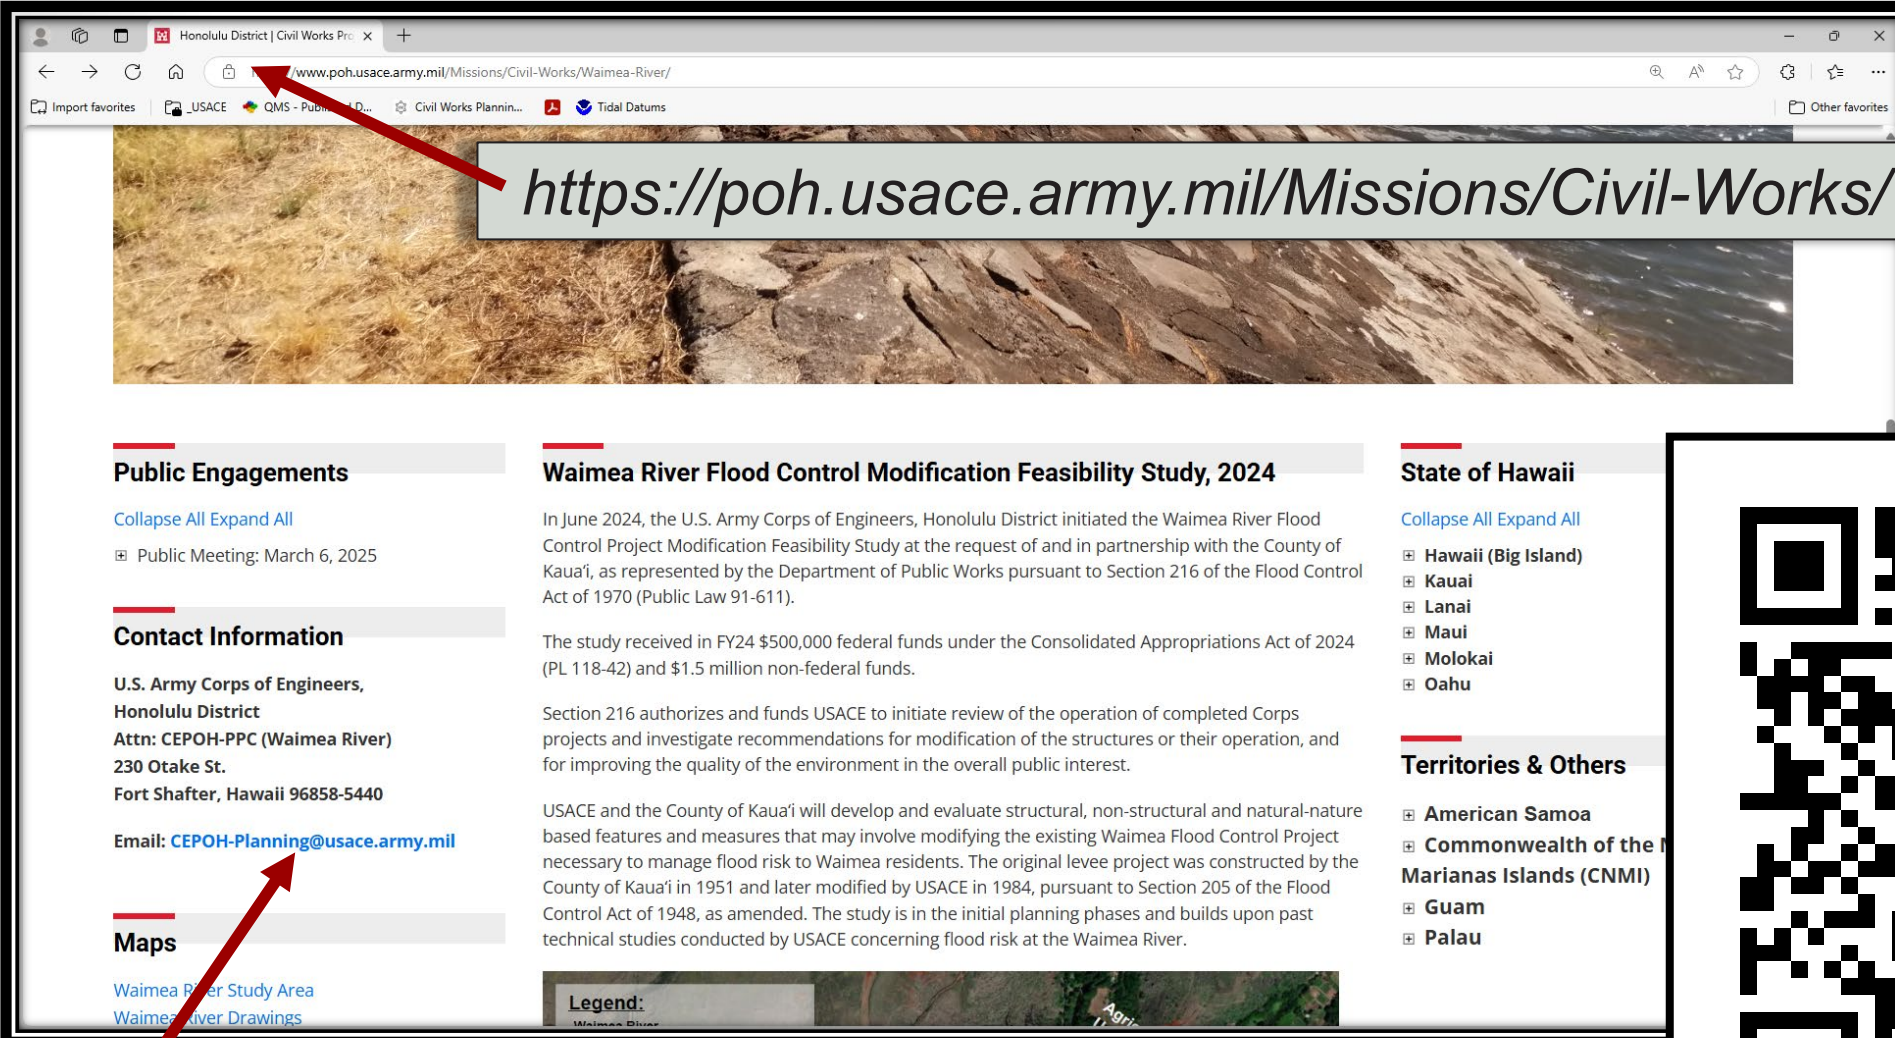 Honolulu District | Civil Works Pro
www.poh.usace.army.mil/Missions/Civil-Works/Waimea-River/
Import favorites
_USACE
QMS -
Civil Works Plannin...
Tidal Datums
Other favorites
https://poh.usace.army.mil/Missions/Civil-Works/
Public Engagements
Collapse All Expand All
Public Meeting: March 6, 2025
Contact Information
U.S. Army Corps of Engineers,
Honolulu District
Attn: CEPOH-PPC (Waimea River)
230 Otake St.
Fort Shafter, Hawaii 96858-5440
Email: CEPOH-Planning@usace.army.mil
Maps
Waimea River Study Area
Waimea River Drawings
Waimea River Flood Control Modification Feasibility Study, 2024
In June 2024, the U.S. Army Corps of Engineers, Honolulu District initiated the Waimea River Flood
Control Project Modification Feasibility Study at the request of and in partnership with the County of
Kauaʻi, as represented by the Department of Public Works pursuant to Section 216 of the Flood Control
Act of 1970 (Public Law 91-611).
The study received in FY24 $500,000 federal funds under the Consolidated Appropriations Act of 2024
(PL 118-42) and $1.5 million non-federal funds.
Section 216 authorizes and funds USACE to initiate review of the operation of completed Corps
projects and investigate recommendations for modification of the structures or their operation, and
for improving the quality of the environment in the overall public interest.
USACE and the County of Kauaʻi will develop and evaluate structural, non-structural and natural-nature
based features and measures that may involve modifying the existing Waimea Flood Control Project
necessary to manage flood risk to Waimea residents. The original levee project was constructed by the
County of Kauaʻi in 1951 and later modified by USACE in 1984, pursuant to Section 205 of the Flood
Control Act of 1948, as amended. The study is in the initial planning phases and builds upon past
technical studies conducted by USACE concerning flood risk at the Waimea River.
Legend:
Waimea River
State of Hawaii
Collapse All Expand All
Hawaii (Big Island)
Kauai
Lanai
Maui
Molokai
Oahu
Territories & Others
American Samoa
Commonwealth of the
Marianas Islands (CNMI)
Guam
Palau